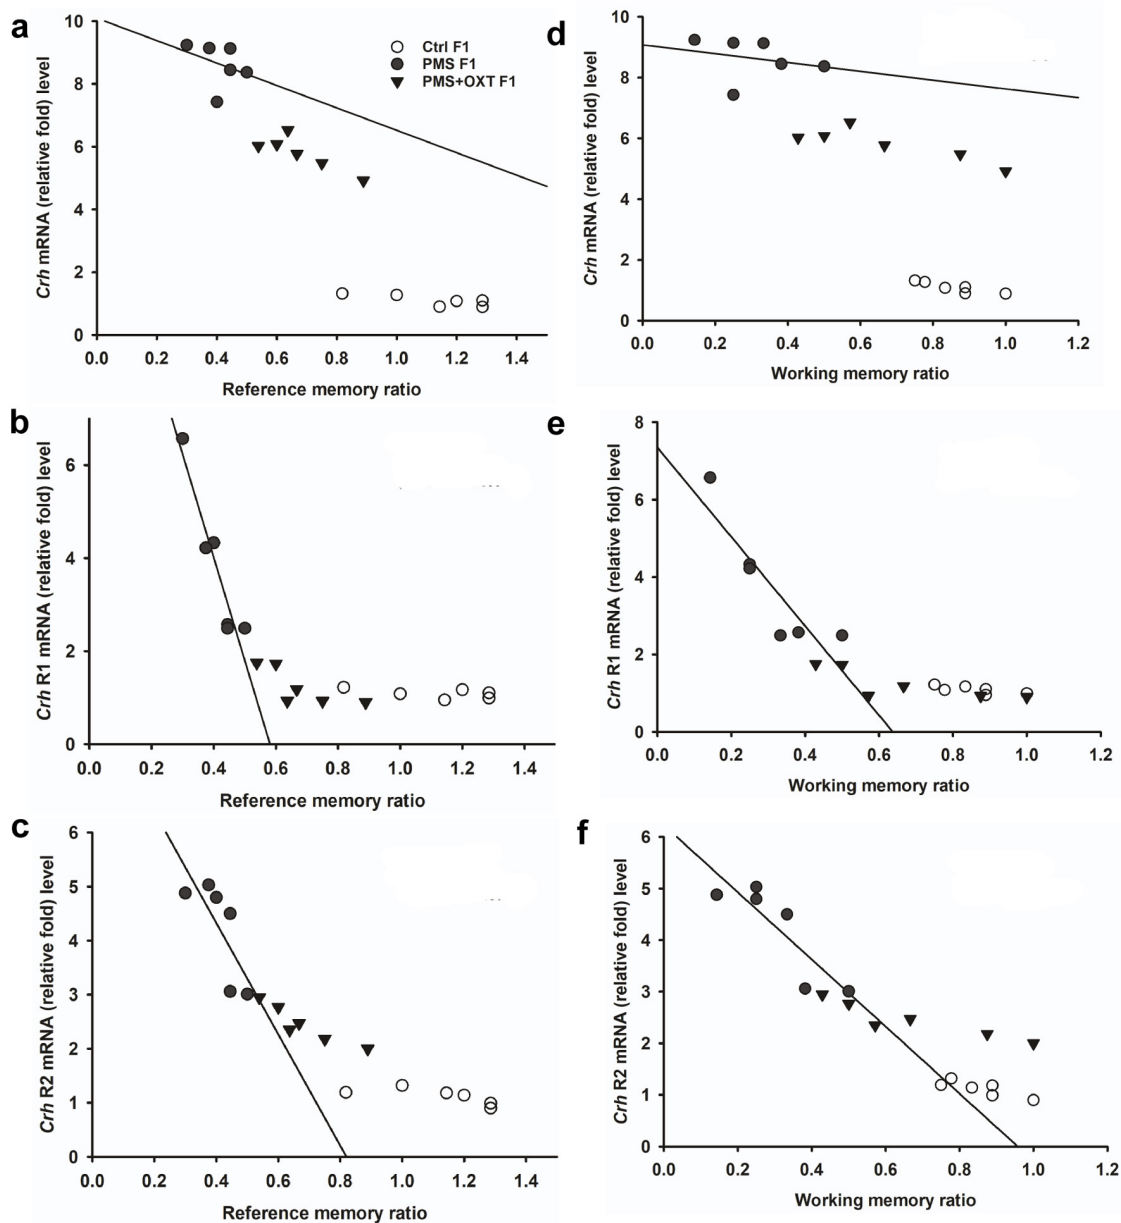 a
Crh mRNA (relative fold) level
10
8
6
4
2
0
0.0 0.2 0.4 0.6 0.8 1.0 1.2 1.4
Reference memory ratio
Ctrl F1
PMS F1
PMS+OXT F1
d
Crh mRNA (relative fold) level
10
8
6
4
2
0
0.0 0.2 0.4 0.6 0.8 1.0 1.2
Working memory ratio
b
Crh R1 mRNA (relative fold) level
6
4
2
0
0.0 0.2 0.4 0.6 0.8 1.0 1.2 1.4
Reference memory ratio
e
Crh R1 mRNA (relative fold) level
8
6
4
2
0
0.0 0.2 0.4 0.6 0.8 1.0 1.2
Working memory ratio
c
Crh R2 mRNA (relative fold) level
6
5
4
3
2
1
0
0.0 0.2 0.4 0.6 0.8 1.0 1.2 1.4
Reference memory ratio
f
Crh R2 mRNA (relative fold) level
6
5
4
3
2
1
0
0.0 0.2 0.4 0.6 0.8 1.0 1.2
Working memory ratio